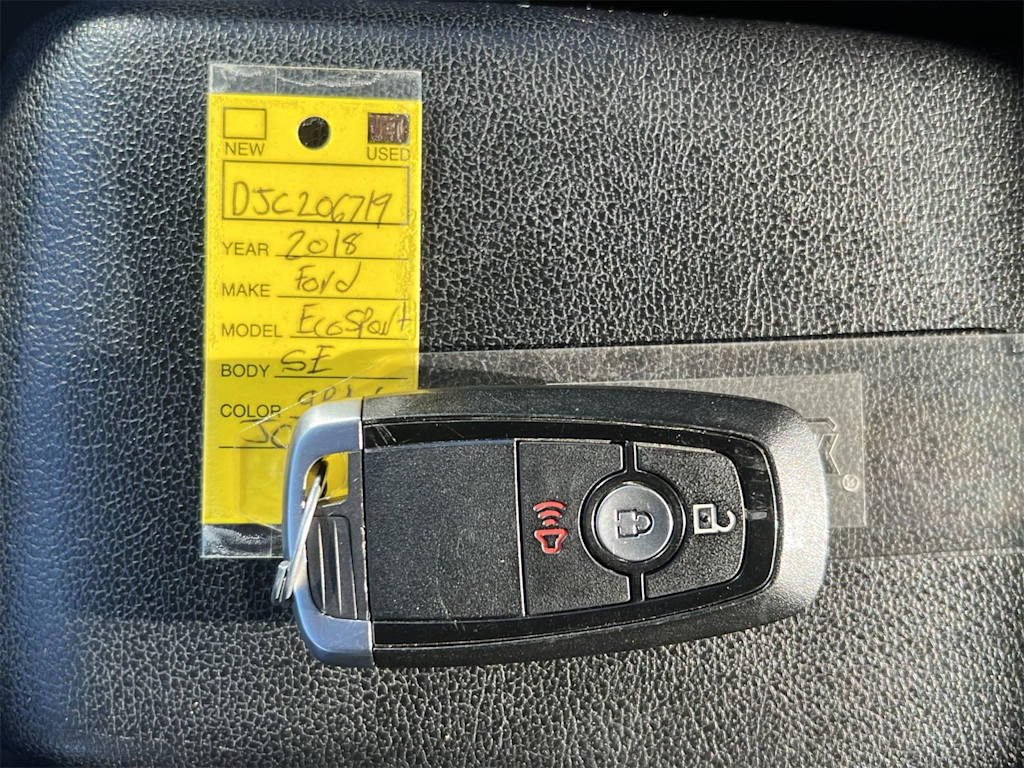 NEW USED
DJC206719
YEAR 2018
MAKE Ford
MODEL EcoSport
BODY SE
COLOR